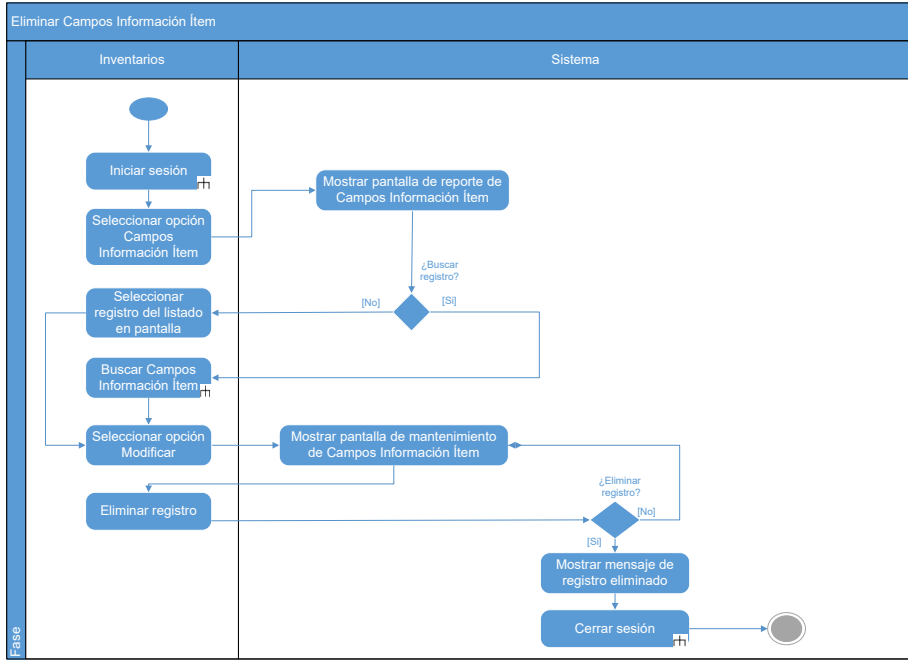 Eliminar Campos Información Ítem
Inventarios
Sistema
Iniciar sesión
Mostrar pantalla de reporte de
Campos Información Ítem
Seleccionar opción
Campos
Información Ítem
¿Buscar
registro?
[No]
[Si]
Seleccionar
registro del listado
en pantalla
Buscar Campos
Información Ítem
Seleccionar opción
Modificar
Mostrar pantalla de mantenimiento
de Campos Información Ítem
Eliminar registro
¿Eliminar
registro?
[No]
[Si]
Mostrar mensaje de
registro eliminado
Cerrar sesión
Fase